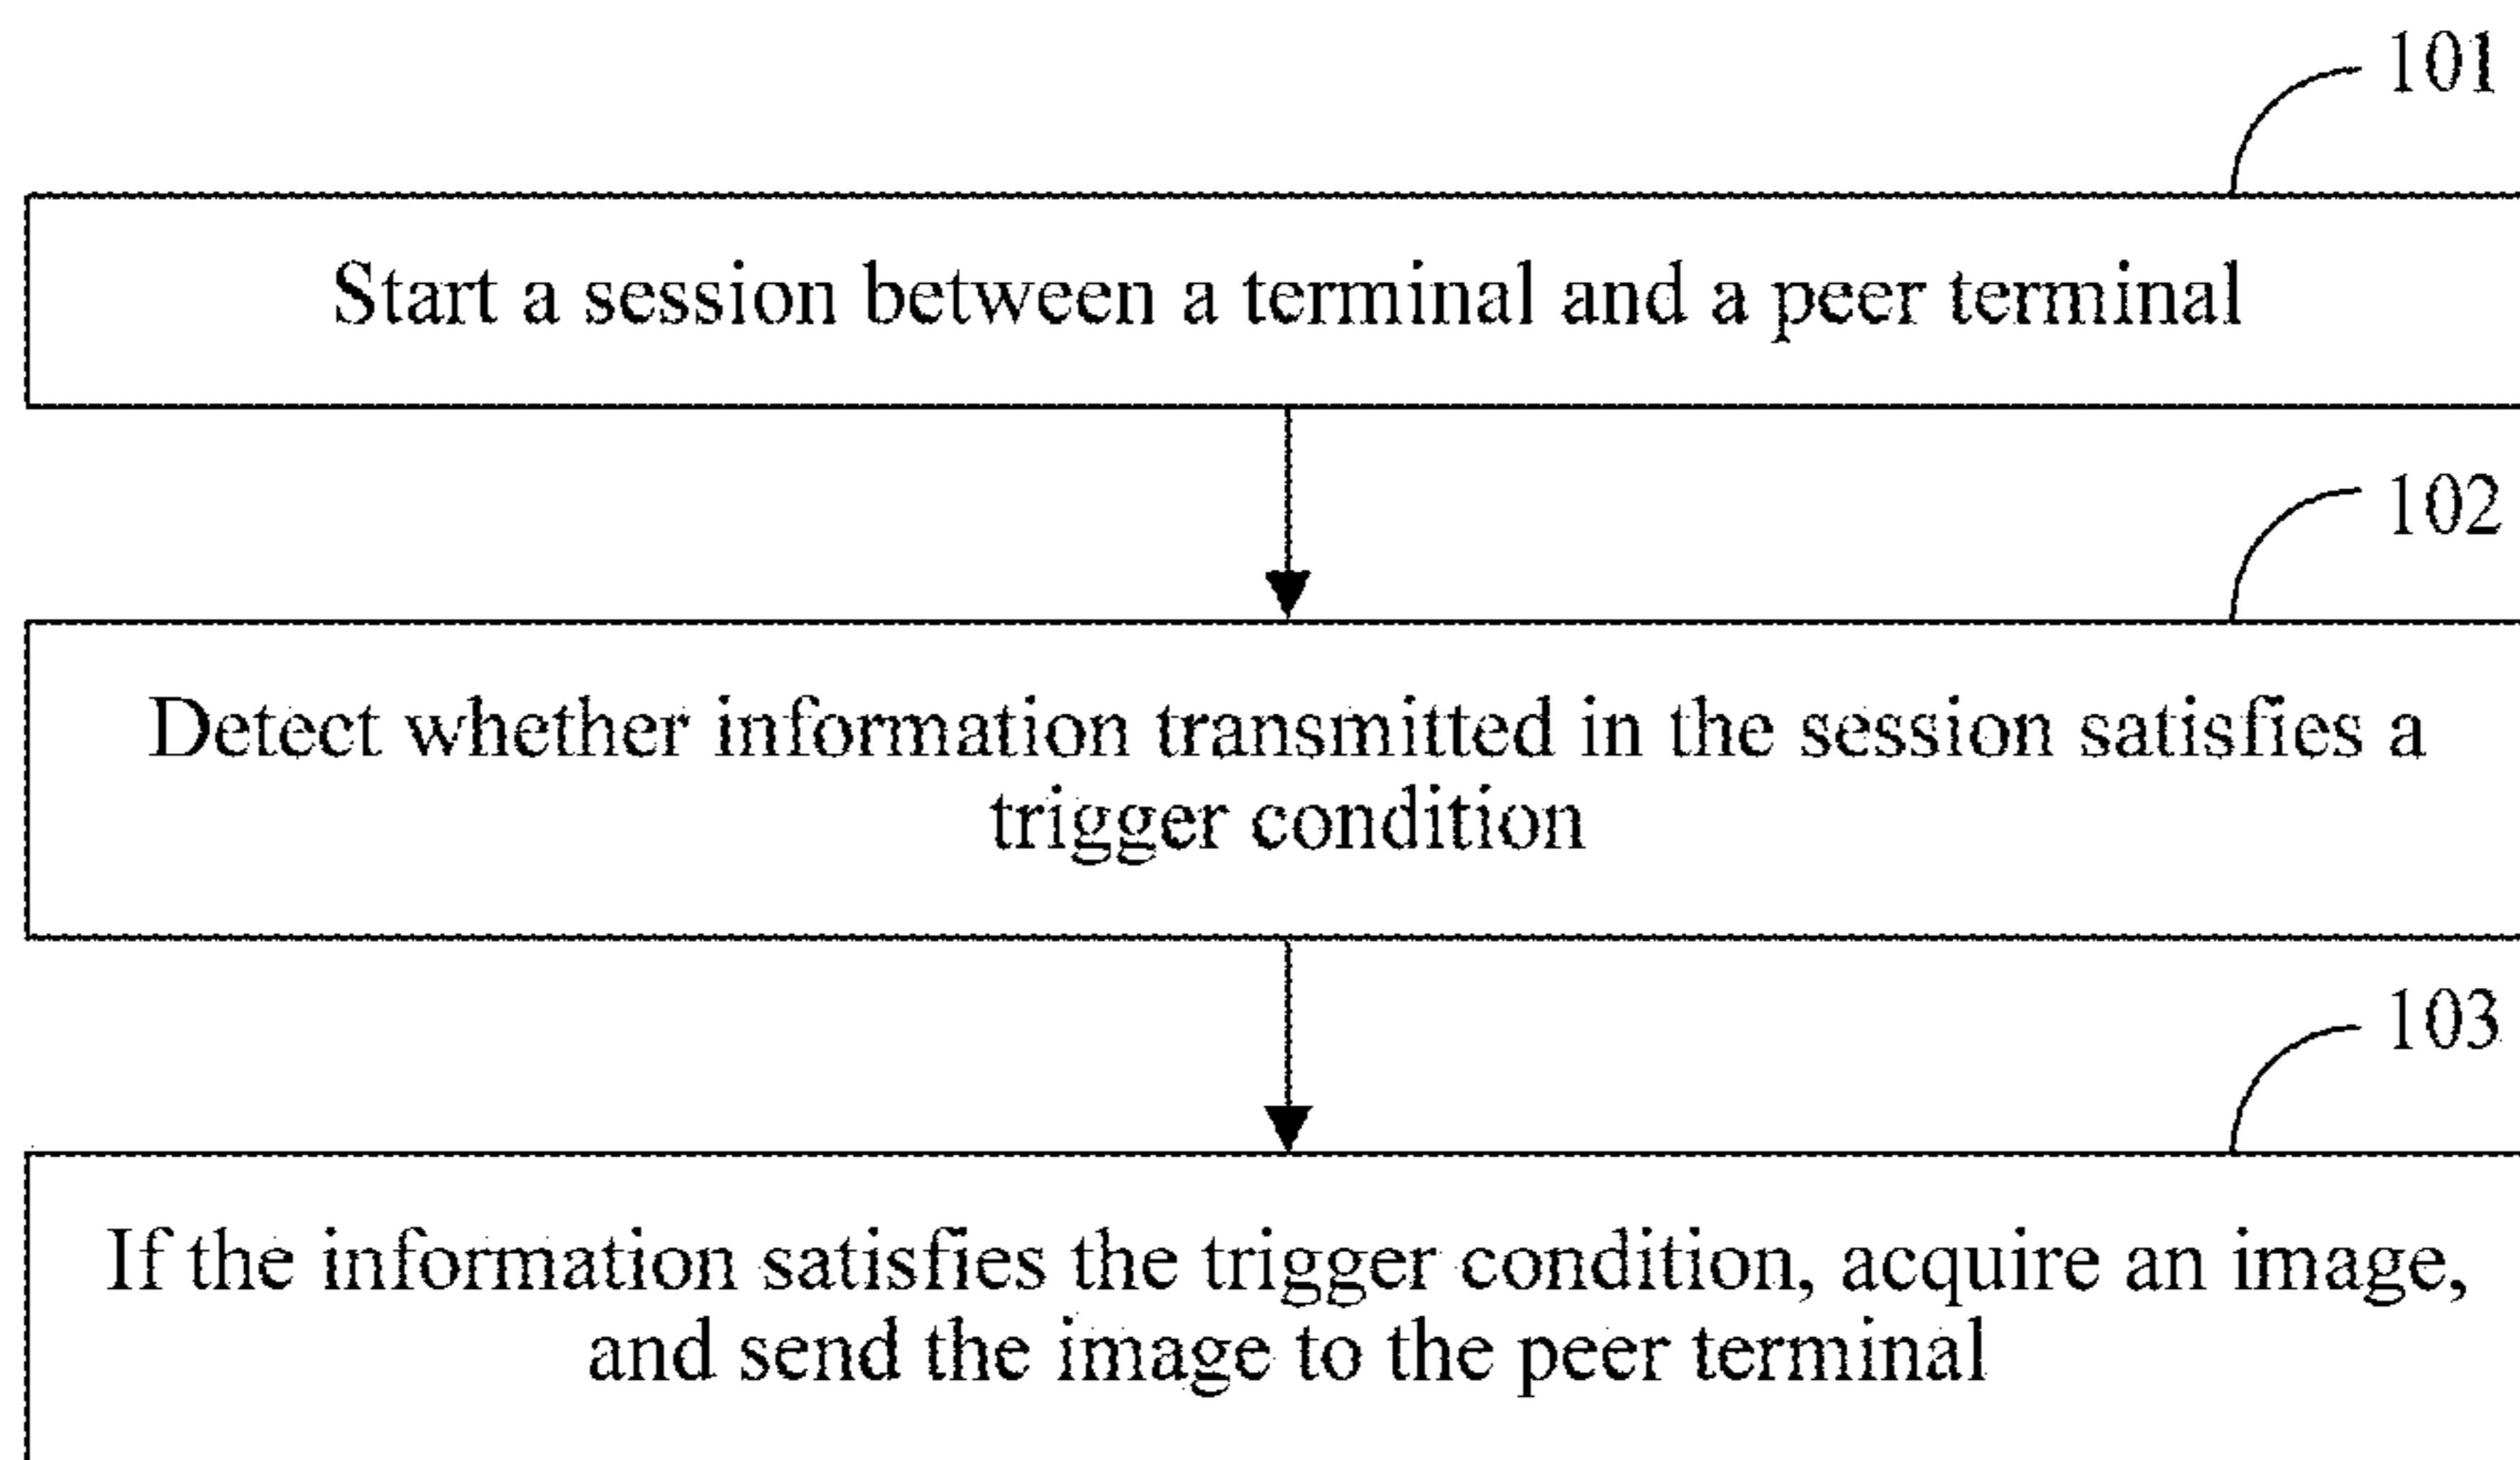 101
Start a session between a terminal and a peer terminal
102
Detect whether information transmitted in the session satisfies a
trigger condition
103
If the information satisfies the trigger condition, acquire an image,
and send the image to the peer terminal